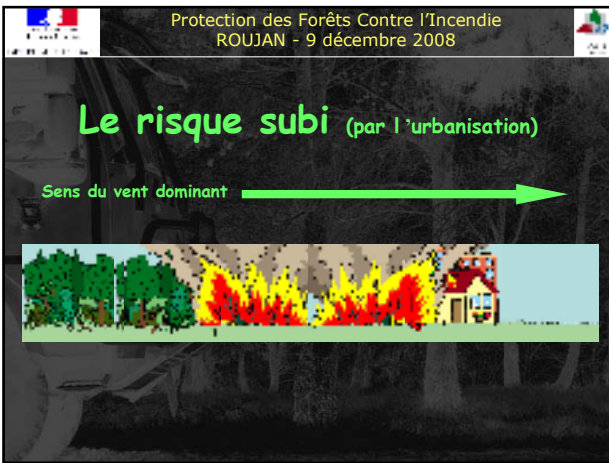 Protection des Forêts Contre l'Incendie
ROUJAN - 9 décembre 2008
Le risque subi (par l 'urbanisation)
Sens du vent dominant